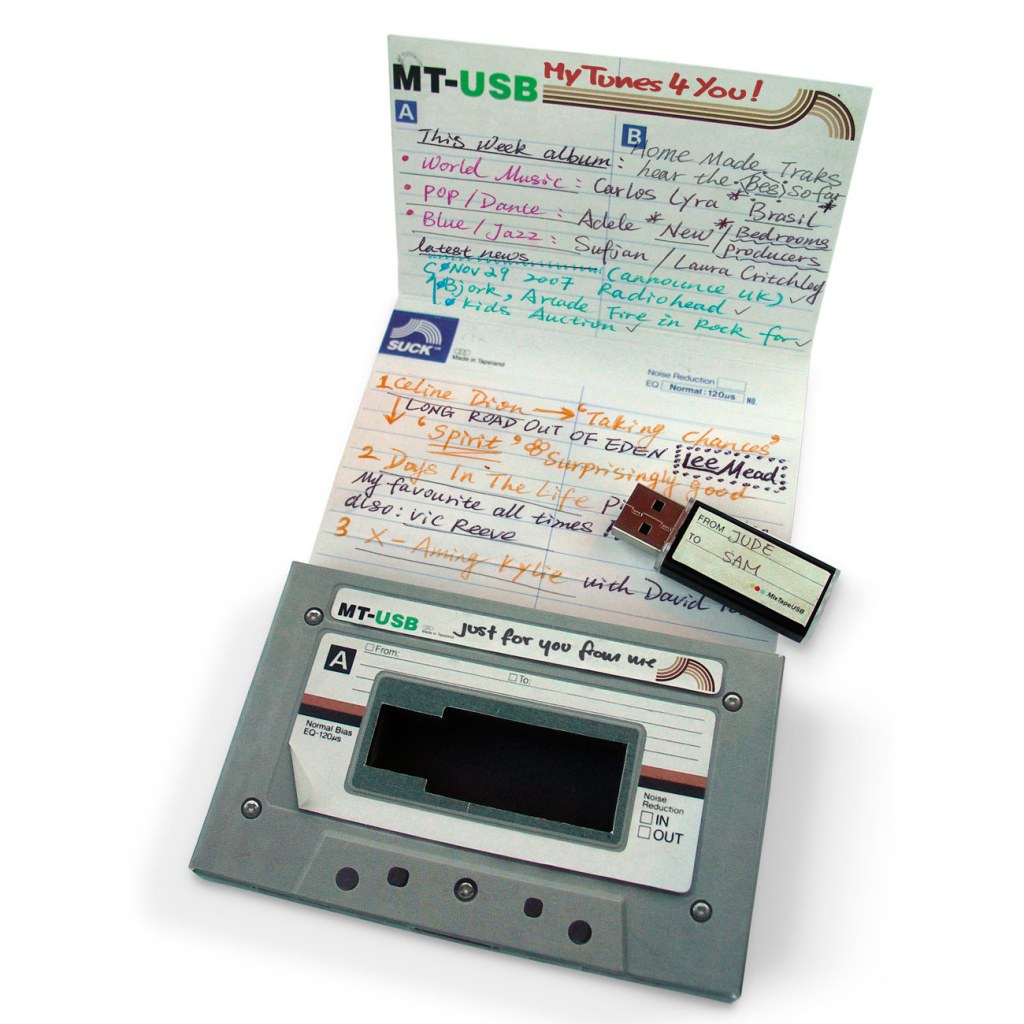 MT-USB My Tunes 4 You!
A
B
This Week album: Home Made Traks
hear the Bees, So far
• World Music: Carlos Lyra * Brasil *
• Pop/Dance: Adele * New * / Bedrooms
Producers
• Blue/Jazz: Sufjan / Laura Critchley
latest news (announce UK) ✓
Nov 29 2007 Radiohead ✓
Bjork, Arcade Fire in Rock for ✓
Kids Auction ✓
SUCK UK
Made in Tapeland
Noise Reduction
EQ Normal: 120µs NO.
1 Celine Dion → 'Taking Chances'
LONG ROAD OUT OF EDEN Lee Mead
'Spirit' Surprisingly good
2 Days In The Life
My favourite all times
also: Vic Reeve
3 X-Aming Kylie with David
FROM JUDE
TO SAM
MixTapeUSB
MT-USB Made in Tapeland just for you from me
A
From:
To:
Normal Bias
EQ-120µs
Noise
Reduction
IN
OUT